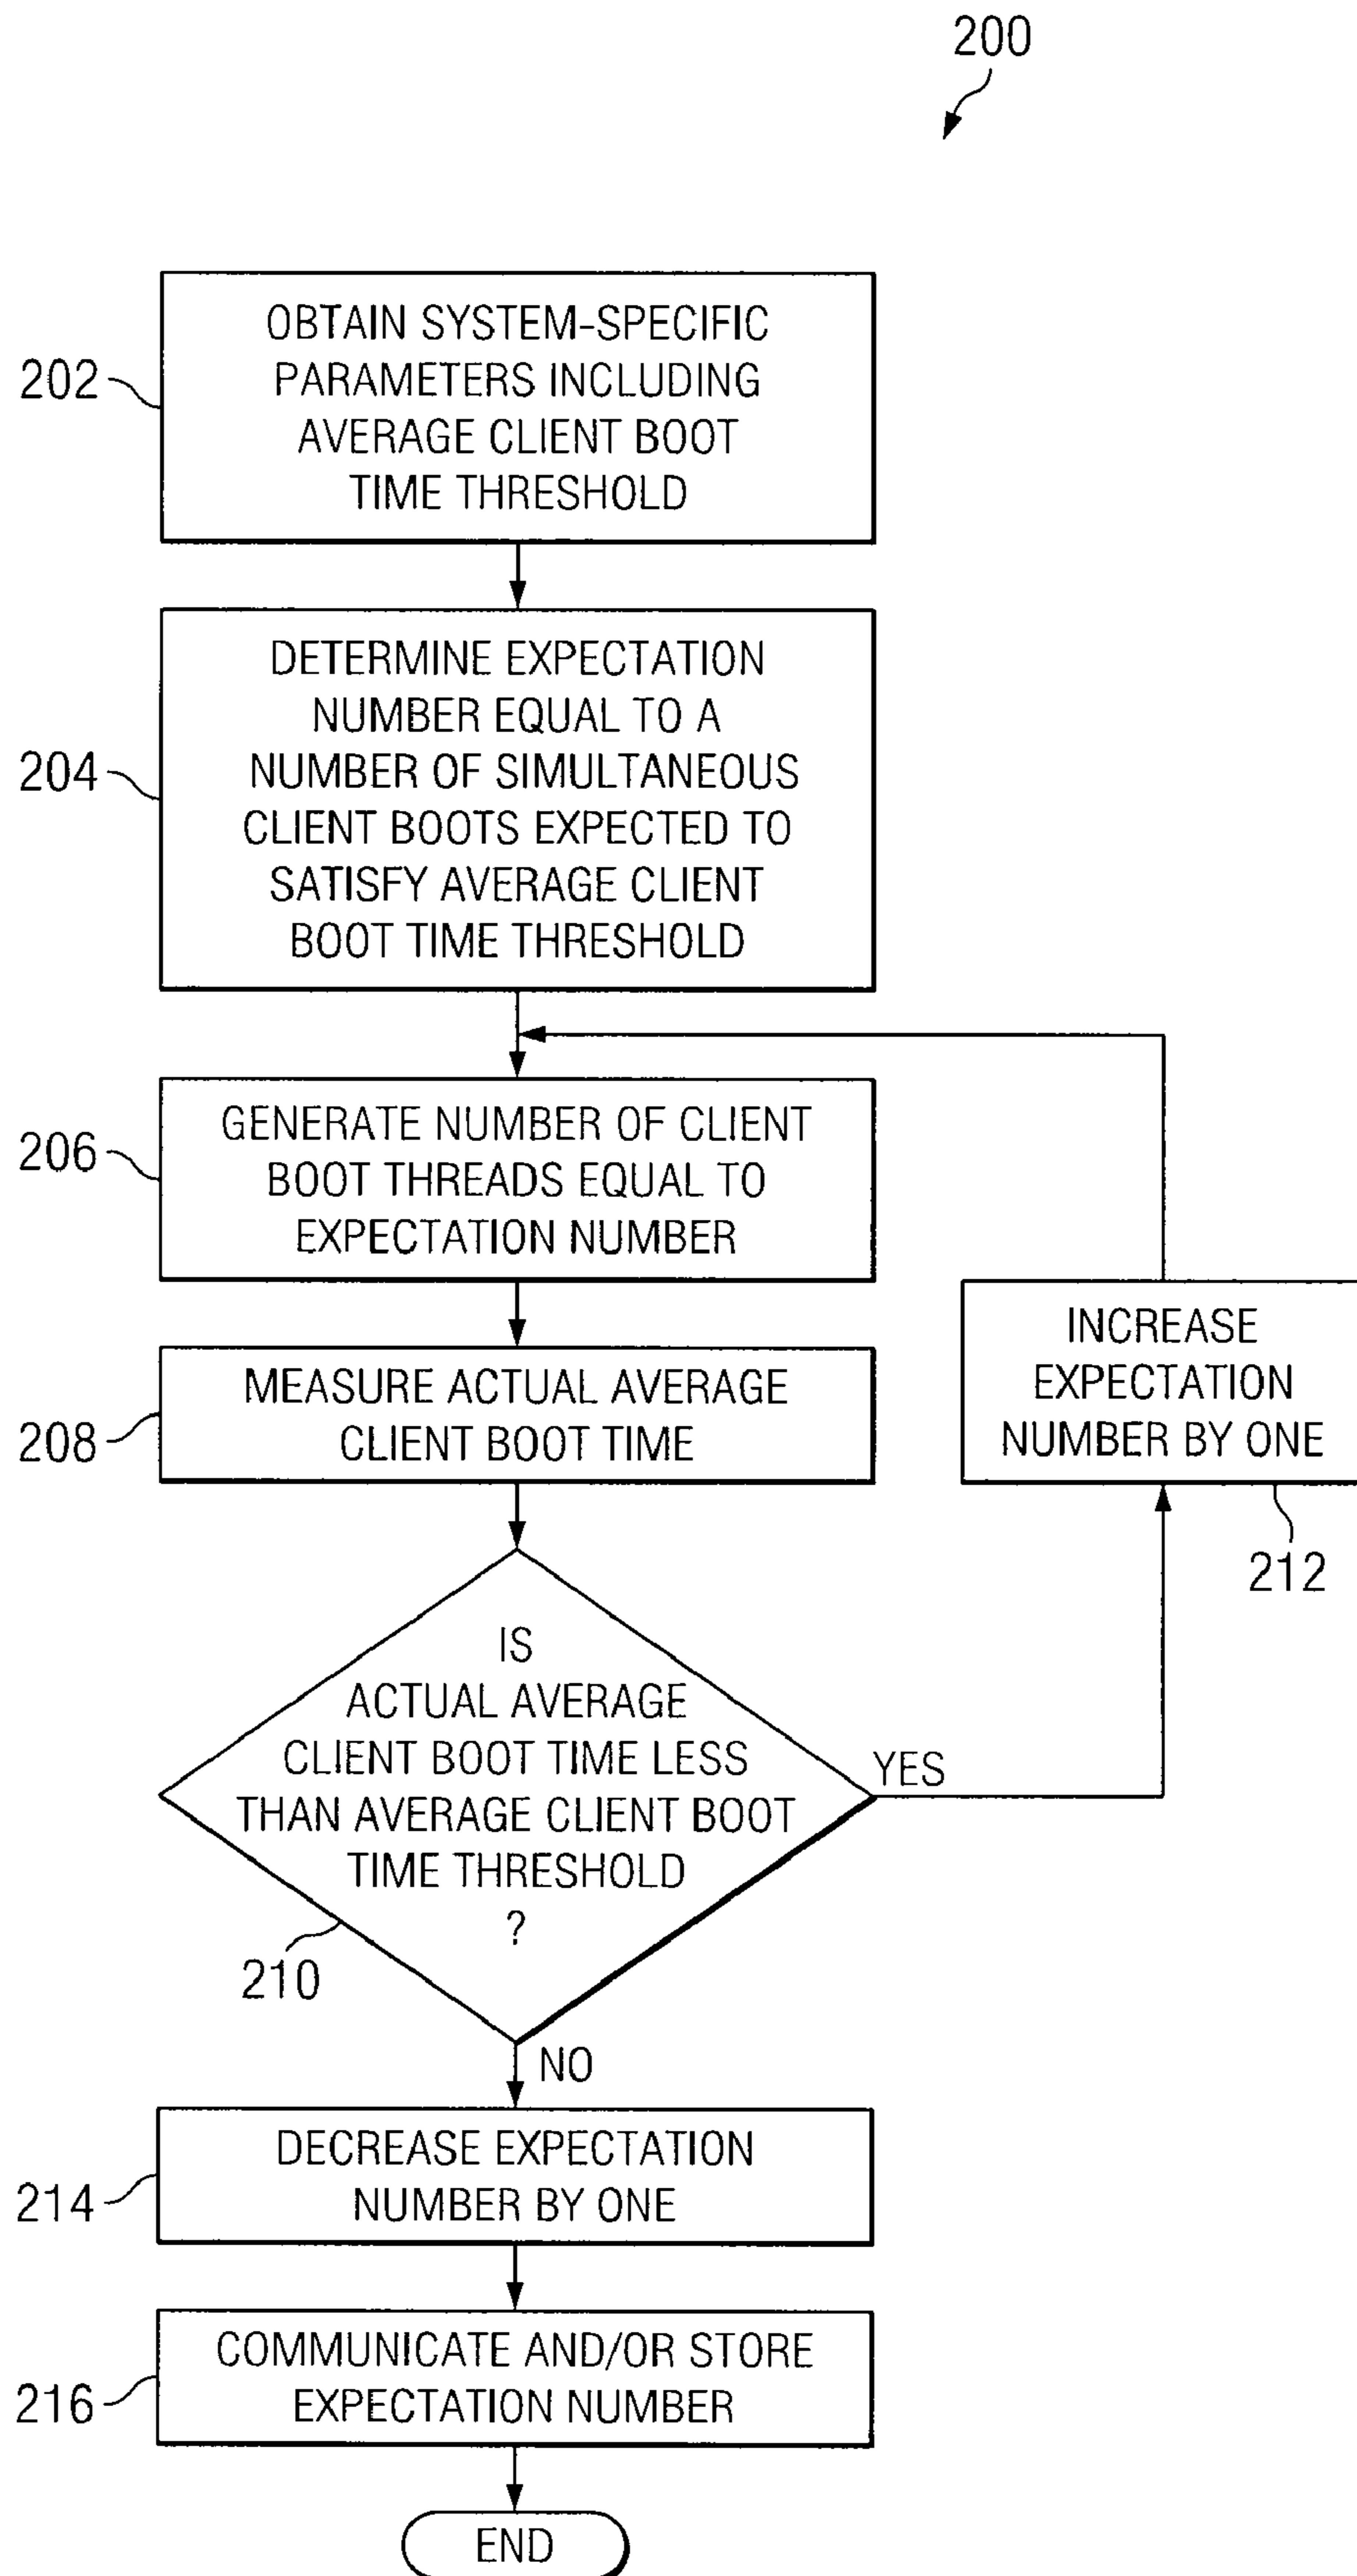 200
202
OBTAIN SYSTEM-SPECIFIC
PARAMETERS INCLUDING
AVERAGE CLIENT BOOT
TIME THRESHOLD
204
DETERMINE EXPECTATION
NUMBER EQUAL TO A
NUMBER OF SIMULTANEOUS
CLIENT BOOTS EXPECTED TO
SATISFY AVERAGE CLIENT
BOOT TIME THRESHOLD
206
GENERATE NUMBER OF CLIENT
BOOT THREADS EQUAL TO
EXPECTATION NUMBER
208
MEASURE ACTUAL AVERAGE
CLIENT BOOT TIME
INCREASE
EXPECTATION
NUMBER BY ONE
212
IS
ACTUAL AVERAGE
CLIENT BOOT TIME LESS
THAN AVERAGE CLIENT BOOT
TIME THRESHOLD
?
YES
210
NO
214
DECREASE EXPECTATION
NUMBER BY ONE
216
COMMUNICATE AND/OR STORE
EXPECTATION NUMBER
END